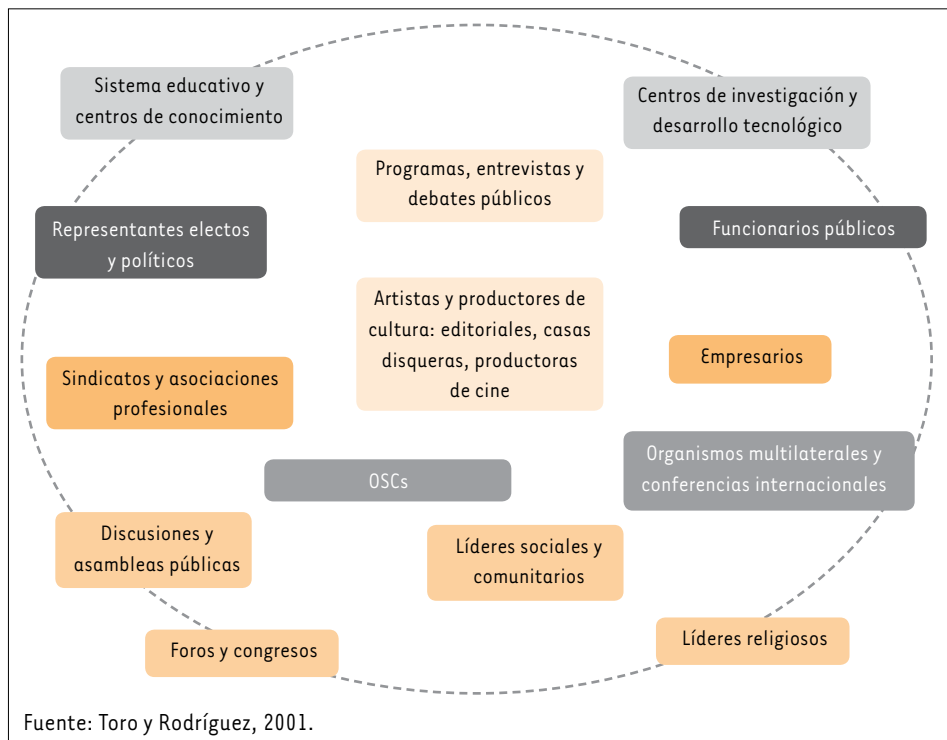 Sistema educativo y
centros de conocimiento
Centros de investigación y
desarrollo tecnológico
Programas, entrevistas y
debates públicos
Representantes electos
y políticos
Funcionarios públicos
Artistas y productores de
cultura: editoriales, casas
disqueras, productoras
de cine
Empresarios
Sindicatos y asociaciones
profesionales
Organismos multilaterales y
conferencias internacionales
OSCs
Discusiones y
asambleas públicas
Líderes sociales y
comunitarios
Foros y congresos
Líderes religiosos
Fuente: Toro y Rodríguez, 2001.